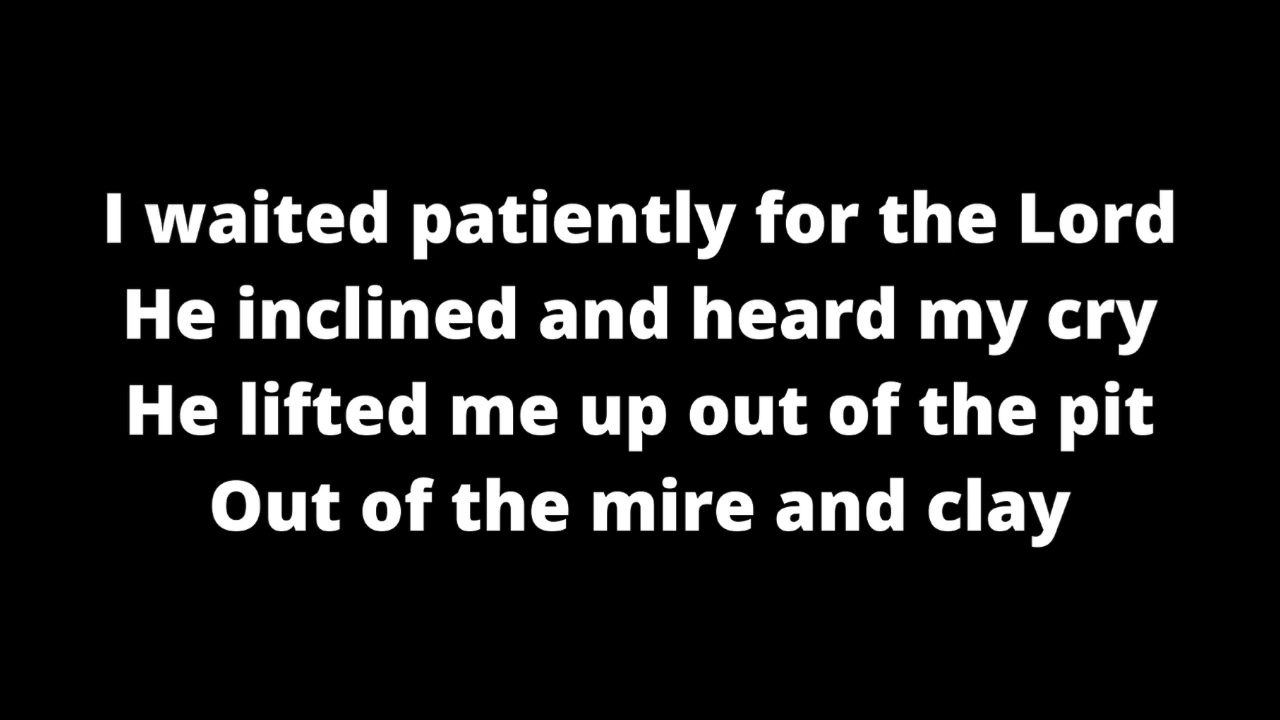 I waited patiently for the Lord
He inclined and heard my cry
He lifted me up out of the pit
Out of the mire and clay